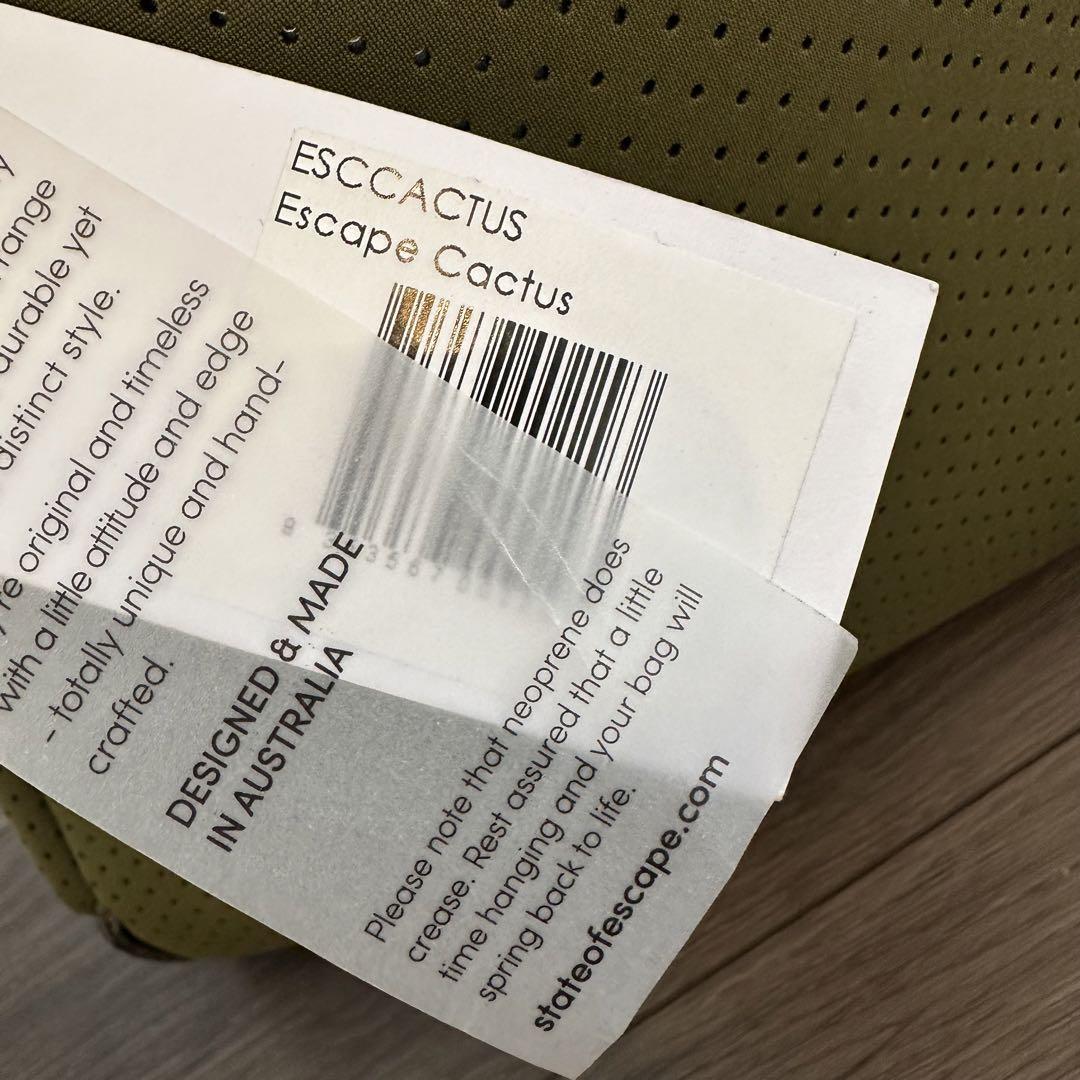 ESCCACTUS
Escape Cactus
range
durable yet
distinct style.
original and timeless
with a little attitude and edge
- totally unique and hand-
crafted.
DESIGNED & MADE
IN AUSTRALIA
Please note that neoprene does
crease. Rest assured that a little
time hanging and your bag will
spring back to life.
stateofescape.com